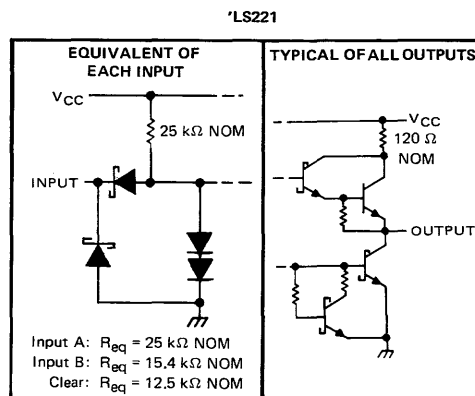 'LS221
EQUIVALENT OF
EACH INPUT
VCC
25 kΩ NOM
INPUT
Input A: Req = 25 kΩ NOM
Input B: Req = 15.4 kΩ NOM
Clear: Req = 12.5 kΩ NOM
TYPICAL OF ALL OUTPUTS
VCC
120 Ω
NOM
OUTPUT